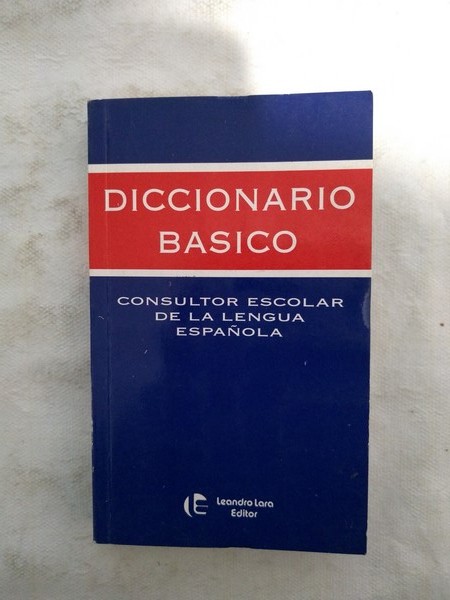 DICCIONARIO
BASICO
CONSULTOR ESCOLAR
DE LA LENGUA
ESPAÑOLA
Leandro Lara
Editor